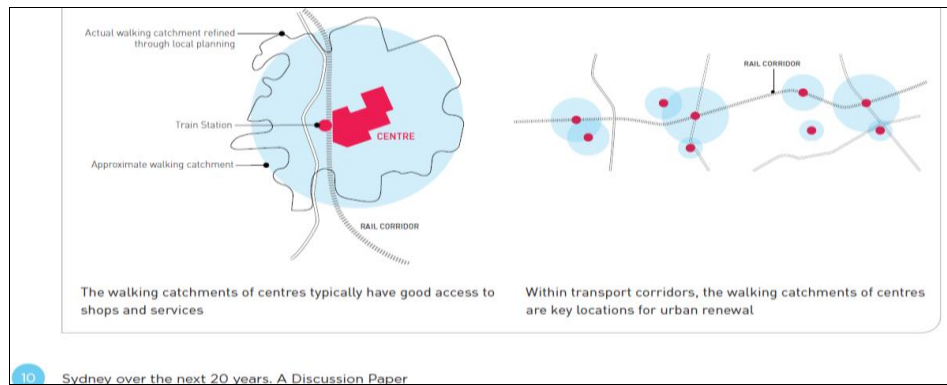 Actual walking catchment refined
through local planning
Train Station
CENTRE
Approximate walking catchment
RAIL CORRIDOR
The walking catchments of centres typically have good access to
shops and services
RAIL CORRIDOR
Within transport corridors, the walking catchments of centres
are key locations for urban renewal
10 Sydney over the next 20 years. A Discussion Paper